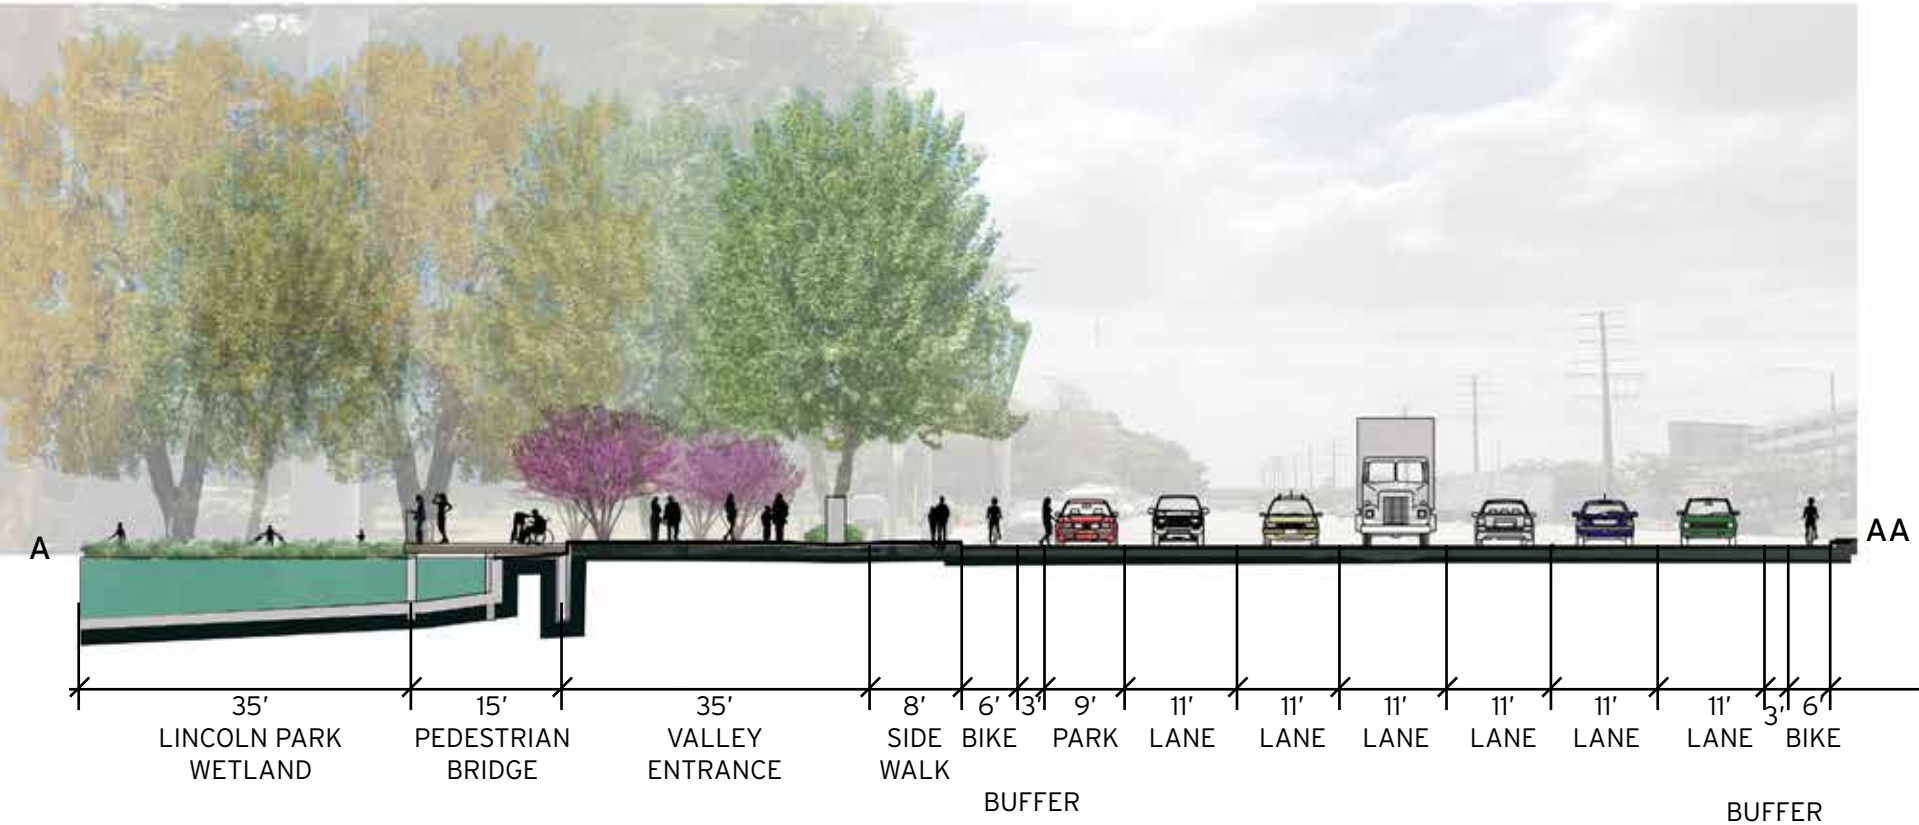 A
AA
35' 15' 35' 8' 6' 3' 9' 11' 11' 11' 11' 11' 11' 3' 6'
LINCOLN PARK PEDESTRIAN VALLEY SIDE BIKE PARK LANE LANE LANE LANE LANE LANE BIKE
WETLAND BRIDGE ENTRANCE WALK
BUFFER
BUFFER